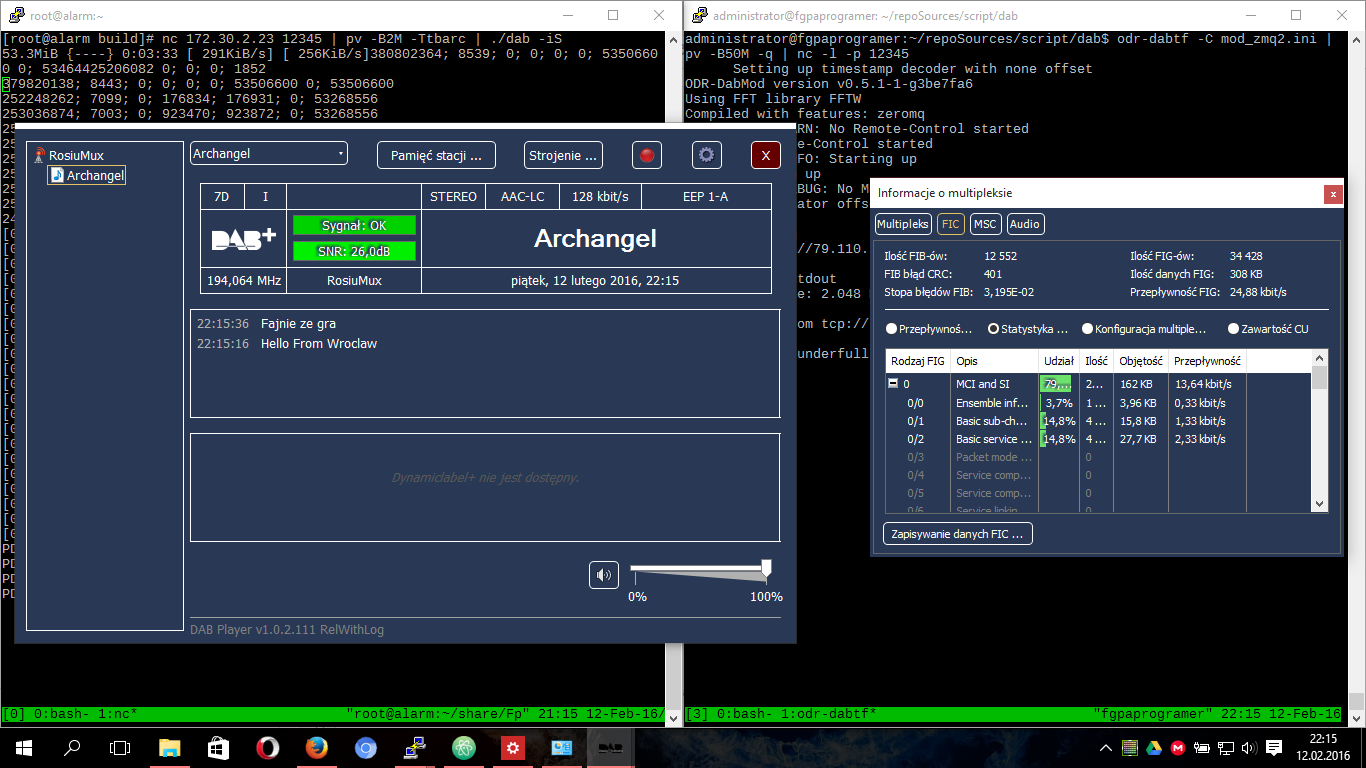 root@alarm:~
[root@alarm build]# nc 172.30.2.23 12345 | pv -B2M -Ttbarc | ./dab -iS
53.3MiB {----} 0:03:33 [ 291KiB/s] [ 256KiB/s]380802364; 8539; 0; 0; 0; 0; 5350660
0 0; 53464425206082 0; 0; 0; 1852
379820138; 8443; 0; 0; 0; 0; 53506600 0; 53506600
252248262; 7099; 0; 176834; 176931; 0; 53268556
253036874; 7003; 0; 923470; 923872; 0; 53268556
administrator@fgpaprogramer: ~/repoSources/script/dab
administrator@fgpaprogramer:~/repoSources/script/dab$ odr-dabtf -C mod_zmq2.ini |
pv -B50M -q | nc -l -p 12345
Setting up timestamp decoder with none offset
ODR-DabMod version v0.5.1-1-g3be7fa6
Using FFT library FFTW
Compiled with features: zeromq
RN: No Remote-Control started
e-Control started
FO: Starting up
up
BUG: No M
ator offs
//79.110.
tdout
e: 2.048
om tcp://
underfull
RosiuMux
Archangel
Archangel
Pamięć stacji ...
Strojenie ...
X
7D
I
STEREO
AAC-LC
128 kbit/s
EEP 1-A
DAB+
Sygnał: OK
SNR: 26,0dB
Archangel
194,064 MHz
RosiuMux
piątek, 12 lutego 2016, 22:15
22:15:36 Fajnie ze gra
22:15:16 Hello From Wroclaw
Dynamiclabel+ nie jest dostępny.
0%
100%
DAB Player v1.0.2.111 RelWithLog
Informacje o multipleksie
x
Multipleks
FIC
MSC
Audio
Ilość FIB-ów: 12 552
Ilość FIG-ów: 34 428
FIB błąd CRC: 401
Ilość danych FIG: 308 KB
Stopa błędów FIB: 3,195E-02
Przepływność FIG: 24,88 kbit/s
Przepływnoś...
Statystyka ...
Konfiguracja multiple...
Zawartość CU
Rodzaj FIG Opis Udział Ilość Objętość Przepływność
0 MCI and SI 79,... 2... 162 KB 13,64 kbit/s
0/0 Ensemble inf... 3,7% 1 ... 3,96 KB 0,33 kbit/s
0/1 Basic sub-ch... 14,8% 4 ... 15,8 KB 1,33 kbit/s
0/2 Basic service ... 14,8% 4 ... 27,7 KB 2,33 kbit/s
0/3 Packet mode ... 0
0/4 Service comp... 0
0/5 Service comp... 0
0/6 Service linkin... 0
Zapisywanie danych FIC ...
[0] 0:bash- 1:nc* "root@alarm:~/share/Fp" 21:15 12-Feb-16
[3] 0:bash- 1:odr-dabtf* "fgpaprogramer" 22:15 12-Feb-16
22:15
12.02.2016